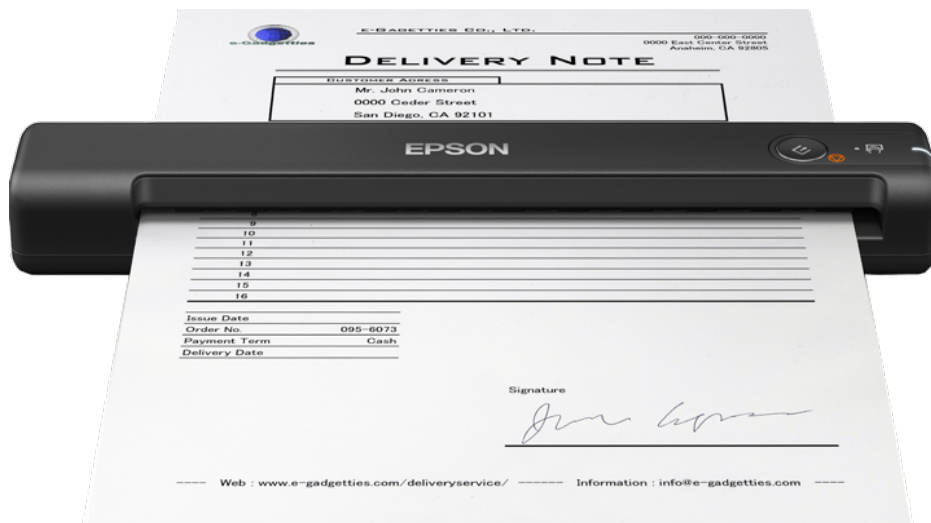 e-Gadgetties
E-GADGETTIES CO., LTD.
000-000-0000
0000 East Center Street
Anaheim, CA 92805
DELIVERY NOTE
CUSTOMER ADRESS
Mr. John Cameron
0000 Ceder Street
San Diego, CA 92101
EPSON
8
9
10
11
12
13
14
15
16
Issue Date
Order No. 095-6073
Payment Term Cash
Delivery Date
Signature
---- Web : www.e-gadgetties.com/deliveryservice/ ------ Information : info@e-gadgetties.com ----